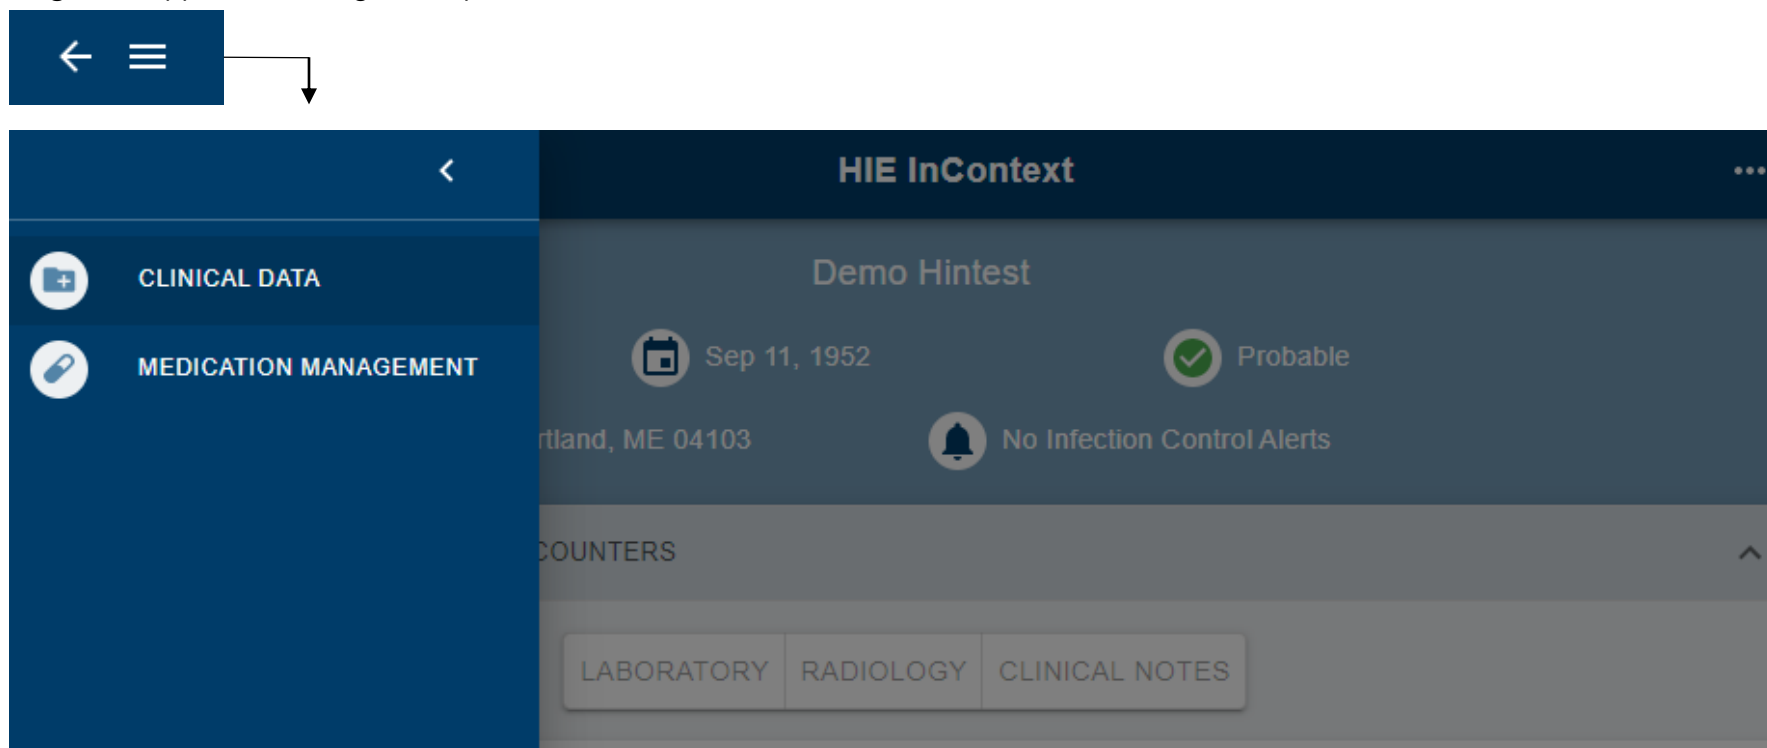 HIE InContext
CLINICAL DATA
Demo Hintest
MEDICATION MANAGEMENT
Sep 11, 1952
Probable
rtland, ME 04103
No Infection Control Alerts
COUNTERS
LABORATORY RADIOLOGY CLINICAL NOTES